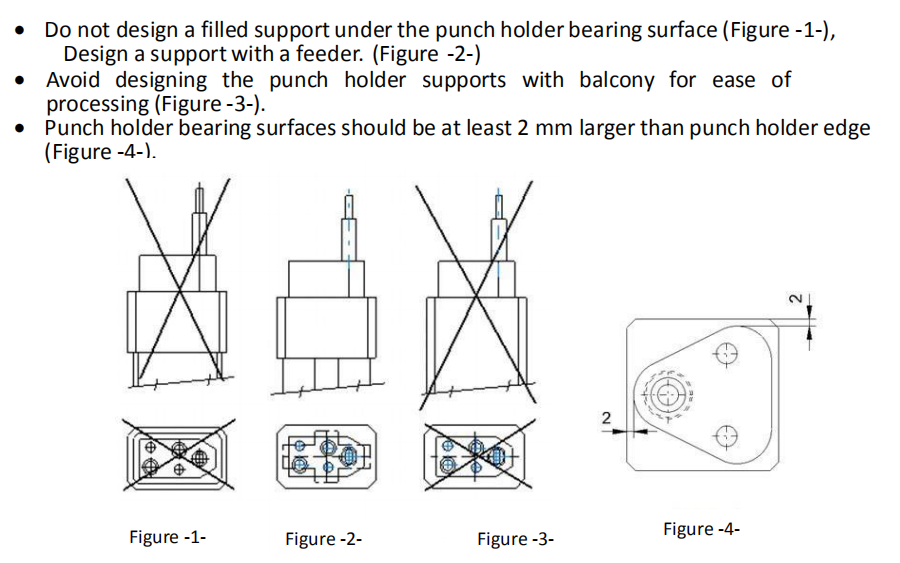 • Do not design a filled support under the punch holder bearing surface (Figure -1-),
Design a support with a feeder. (Figure -2-)
• Avoid designing the punch holder supports with balcony for ease of
processing (Figure -3-).
• Punch holder bearing surfaces should be at least 2 mm larger than punch holder edge
(Figure -4-).
2
2
Figure -1-
Figure -2-
Figure -3-
Figure -4-